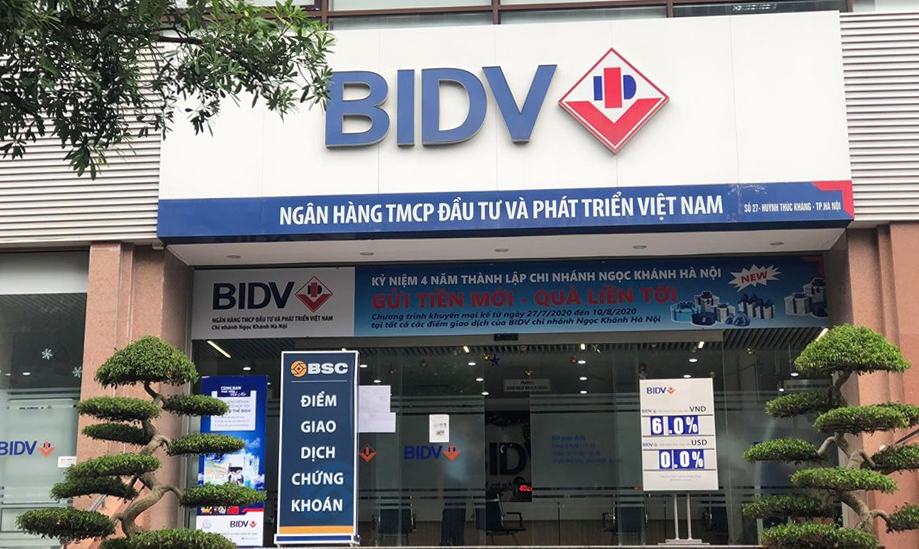 BIDV
NGÂN HÀNG TMCP ĐẦU TƯ VÀ PHÁT TRIỂN VIỆT NAM
SỐ 27- HUỲNH THÚC KHÁNG - TP.HÀ NỘI
BIDV
NGÂN HÀNG TMCP ĐẦU TƯ VÀ PHÁT TRIỂN VIỆT NAM
Chi nhánh Ngọc Khánh Hà Nội
KỶ NIỆM 4 NĂM THÀNH LẬP CHI NHÁNH NGỌC KHÁNH HÀ NỘI
GỬI TIỀN MỚI - QUÀ LIỀN TỚI
Chương trình khuyến mại kể từ ngày 27/7/2020 đến 10/8/2020
tại tất cả các điểm giao dịch của BIDV chi nhánh Ngọc Khánh Hà Nội
NEW
BSC
ĐIỂM
GIAO
DỊCH
CHỨNG
KHOÁN
BIDV
VND
6.0%
BIDV
USD
0.0%
BIDV
BIDV
BIDV
BIDV